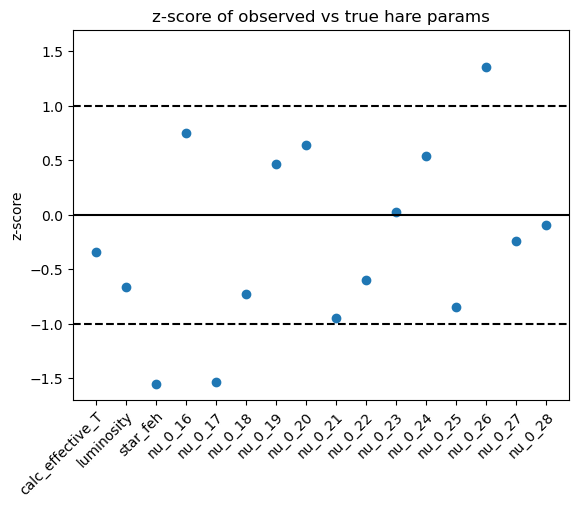 z-score of observed vs true hare params
z-score
1.5
1.0
0.5
0.0
−0.5
−1.0
−1.5
calc_effective_T
luminosity
star_feh
nu_0_16
nu_0_17
nu_0_18
nu_0_19
nu_0_20
nu_0_21
nu_0_22
nu_0_23
nu_0_24
nu_0_25
nu_0_26
nu_0_27
nu_0_28